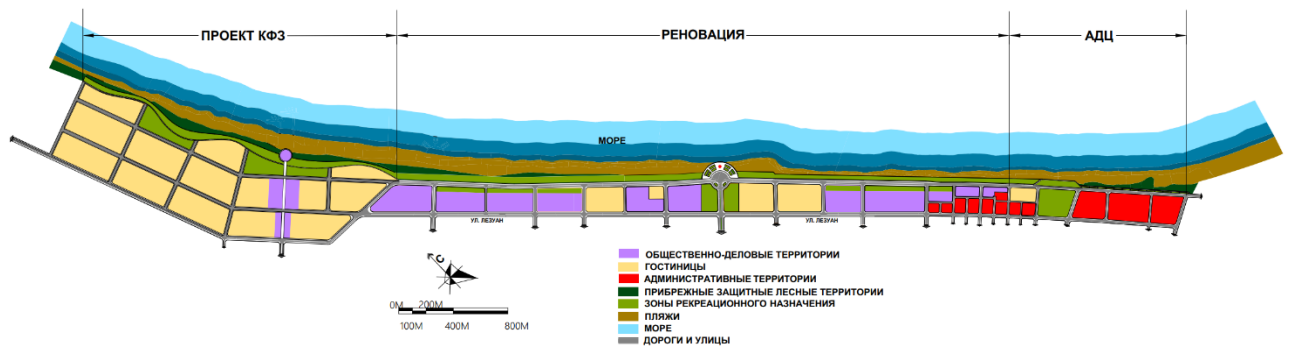 ПРОЕКТ КФЗ
РЕНОВАЦИЯ
АДЦ
МОРЕ
УЛ. ЛЕЗУАН
УЛ. ЛЕЗУАН
С
0М 200М
100М 400М 800М
ОБЩЕСТВЕННО-ДЕЛОВЫЕ ТЕРРИТОРИИ
ГОСТИНИЦЫ
АДМИНИСТРАТИВНЫЕ ТЕРРИТОРИИ
ПРИБРЕЖНЫЕ ЗАЩИТНЫЕ ЛЕСНЫЕ ТЕРРИТОРИИ
ЗОНЫ РЕКРЕАЦИОННОГО НАЗНАЧЕНИЯ
ПЛЯЖИ
МОРЕ
ДОРОГИ И УЛИЦЫ